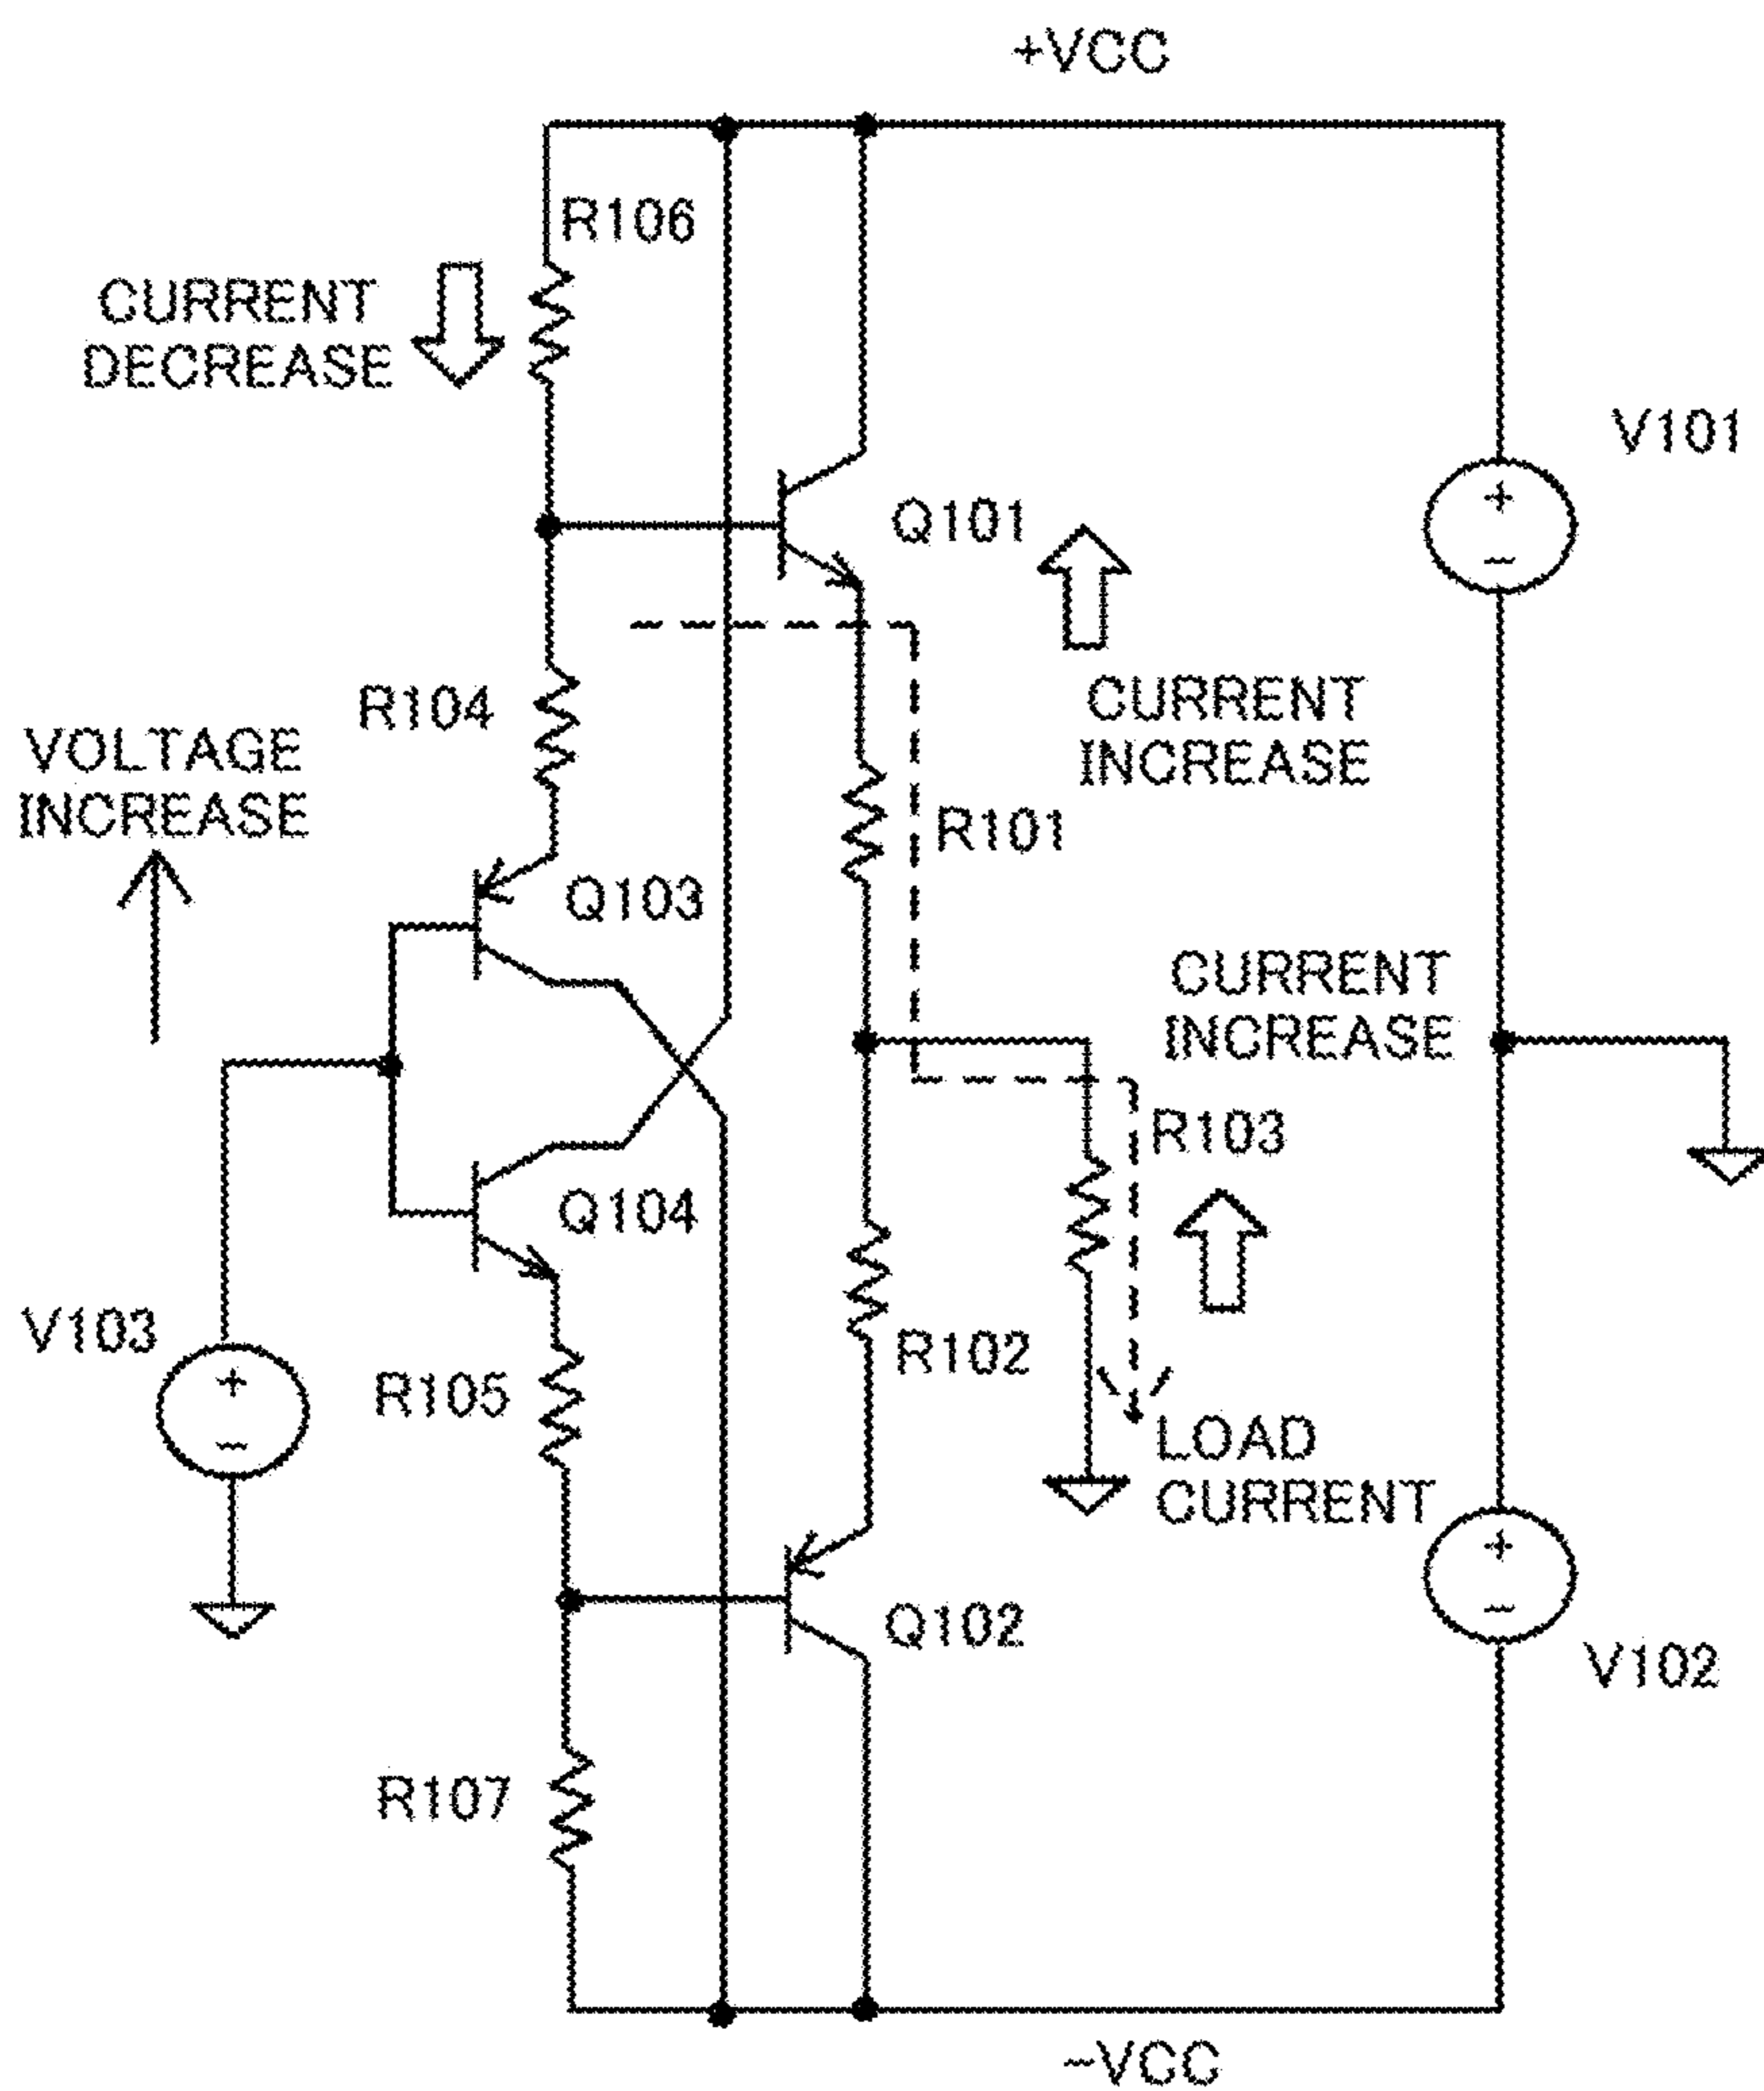 +VCC
R106
CURRENT
DECREASE
V101
+
−
Q101
R104
CURRENT
INCREASE
VOLTAGE
INCREASE
R101
Q103
CURRENT
INCREASE
R103
Q104
V103
+
−
R102
R105
LOAD
CURRENT
+
−
Q102
V102
R107
−VCC